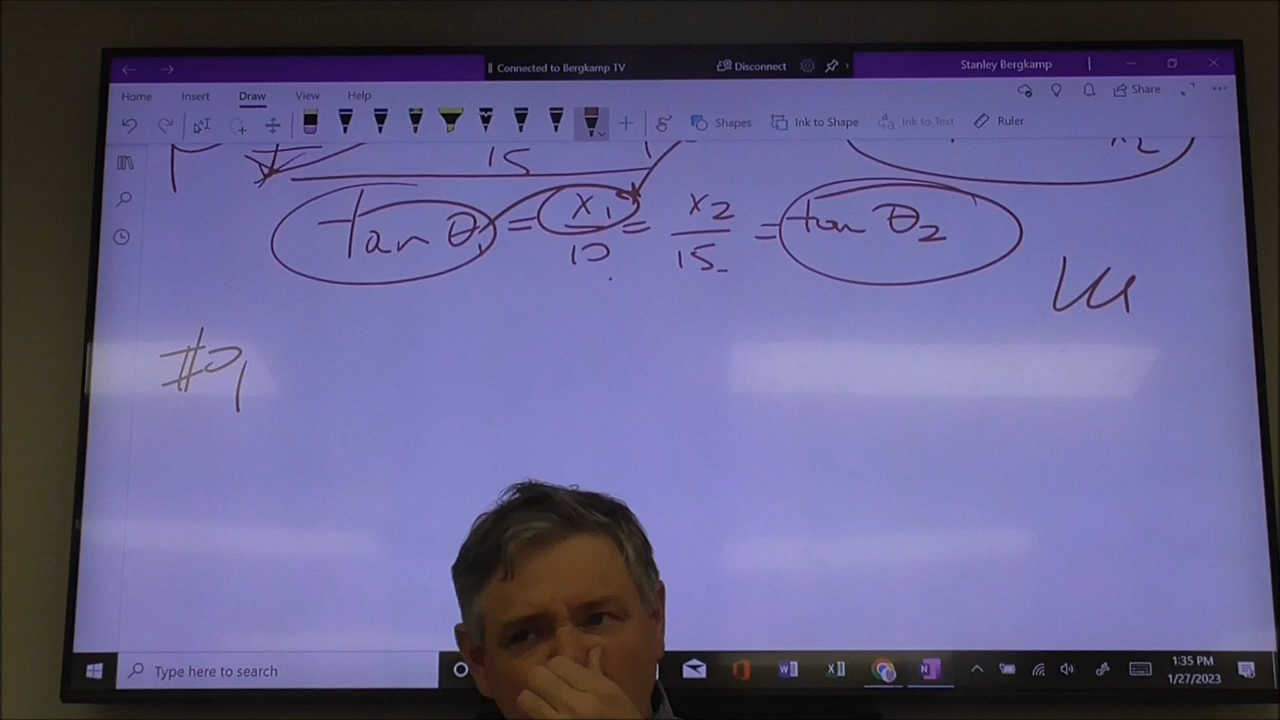 Connected to Bergkamp TV
Disconnect
Stanley Bergkamp
Home Insert Draw View Help
Share
Shapes
Ink to Shape
Ink to Text
Ruler
15
x2
tan θ1 = x1/10 = x2/15 = tan θ2
#9
Type here to search
1:35 PM
1/27/2023